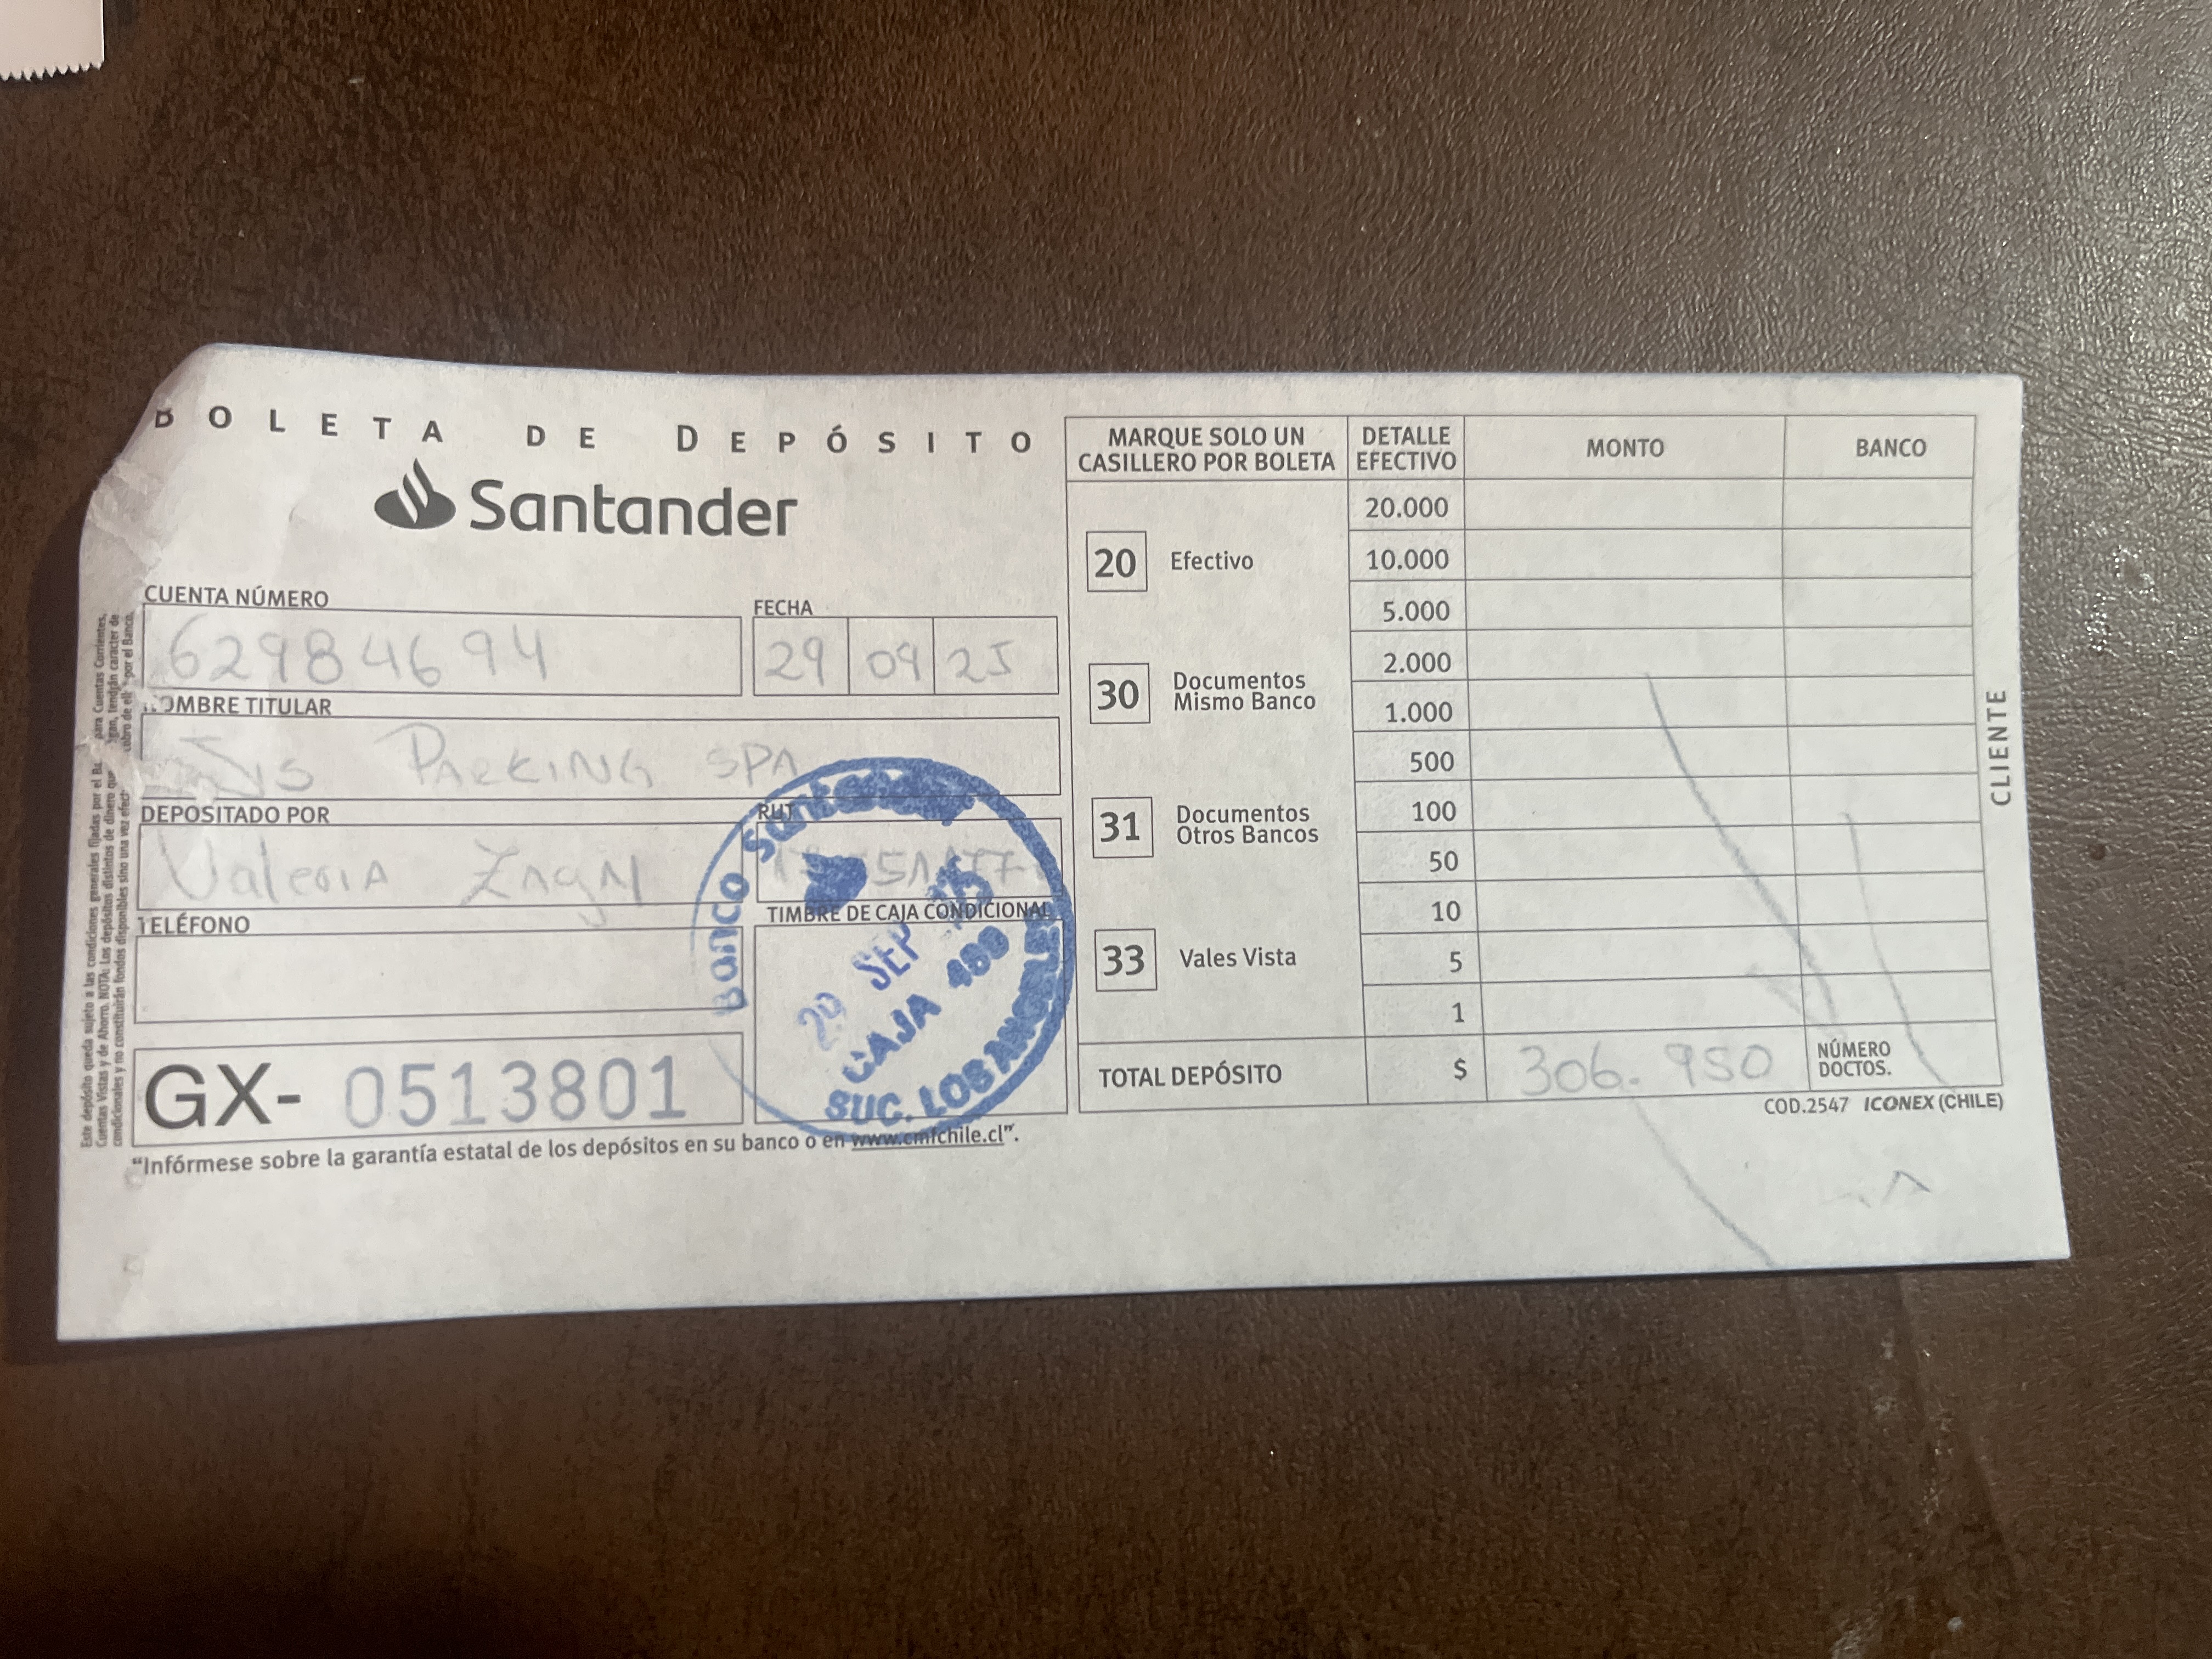 BOLETA DE DEPÓSITO
Santander
CUENTA NÚMERO
62984694
FECHA
29 09 25
NOMBRE TITULAR
PARKING SPA
DEPOSITADO POR
Valeria
RUT
TELÉFONO
TIMBRE DE CAJA CONDICIONAL
BANCO Santander
29 SEP
CAJA
SUC. LOS ANGELES
GX- 0513801
"Infórmese sobre la garantía estatal de los depósitos en su banco o en www.cmfchile.cl".
MARQUE SOLO UN CASILLERO POR BOLETA
20 Efectivo
30 Documentos Mismo Banco
31 Documentos Otros Bancos
33 Vales Vista
DETALLE EFECTIVO
MONTO
BANCO
20.000
10.000
5.000
2.000
1.000
500
100
50
10
5
1
TOTAL DEPÓSITO $ 306.950
NÚMERO DOCTOS.
COD.2547 ICONEX (CHILE)
CLIENTE